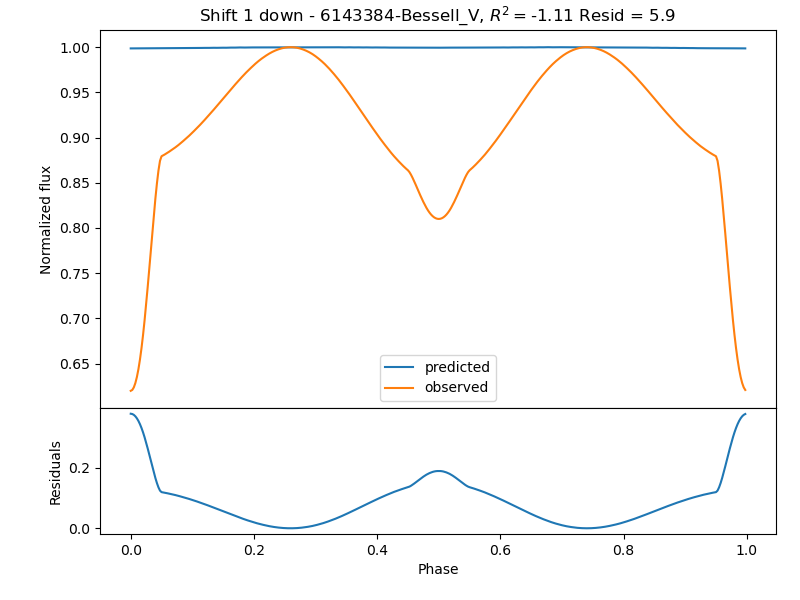 Shift 1 down - 6143384-Bessell_V, $R^2 = $-1.11 Resid = 5.9
1.00
0.95
0.90
0.85
0.80
0.75
0.70
0.65
Normalized flux
predicted
observed
0.2
0.0
Residuals
0.0
0.2
0.4
0.6
0.8
1.0
Phase